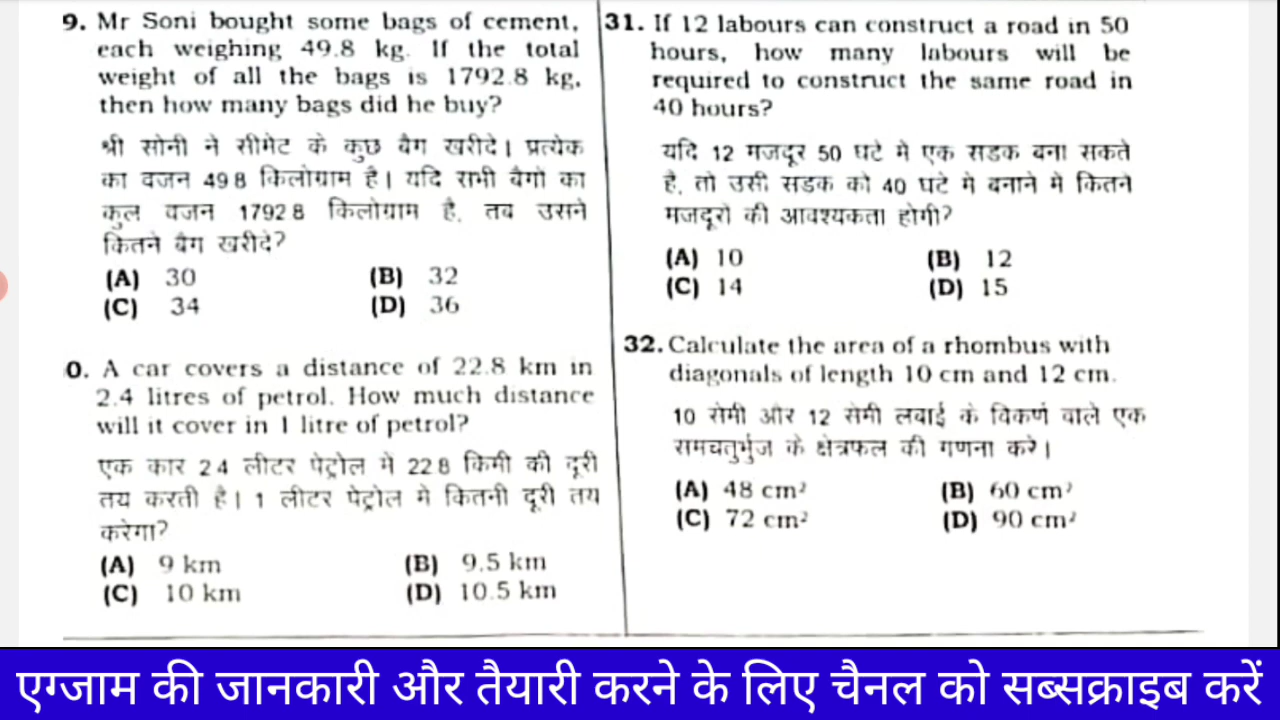 9. Mr Soni bought some bags of cement,
each weighing 49.8 kg. If the total
weight of all the bags is 1792.8 kg,
then how many bags did he buy?
श्री सोनी ने सीमेंट के कुछ बैग खरीदे। प्रत्येक
का वजन 49 8 किलोग्राम है। यदि सभी बैगों का
कुल वजन 1792 8 किलोग्राम है, तब उसने
कितने बैग खरीदे?
(A) 30 (B) 32
(C) 34 (D) 36
0. A car covers a distance of 22.8 km in
2.4 litres of petrol. How much distance
will it cover in 1 litre of petrol?
एक कार 2 4 लीटर पेट्रोल में 22 8 किमी की दूरी
तय करती है। 1 लीटर पेट्रोल मे कितनी दूरी तय
करेगा?
(A) 9 km (B) 9.5 km
(C) 10 km (D) 10.5 km
31. If 12 labours can construct a road in 50
hours, how many labours will be
required to construct the same road in
40 hours?
यदि 12 मजदूर 50 घटे मे एक सडक बना सकते
है, तो उसी सडक को 40 घटे मे बनाने मे कितने
मजदूरो की आवश्यकता होगी?
(A) 10 (B) 12
(C) 14 (D) 15
32. Calculate the area of a rhombus with
diagonals of length 10 cm and 12 cm.
10 सेमी और 12 सेमी लबाई के विकर्ण वाले एक
समचतुर्भुज के क्षेत्रफल की गणना करे।
(A) 48 cm² (B) 60 cm²
(C) 72 cm² (D) 90 cm²
एग्जाम की जानकारी और तैयारी करने के लिए चैनल को सब्सक्राइब करें